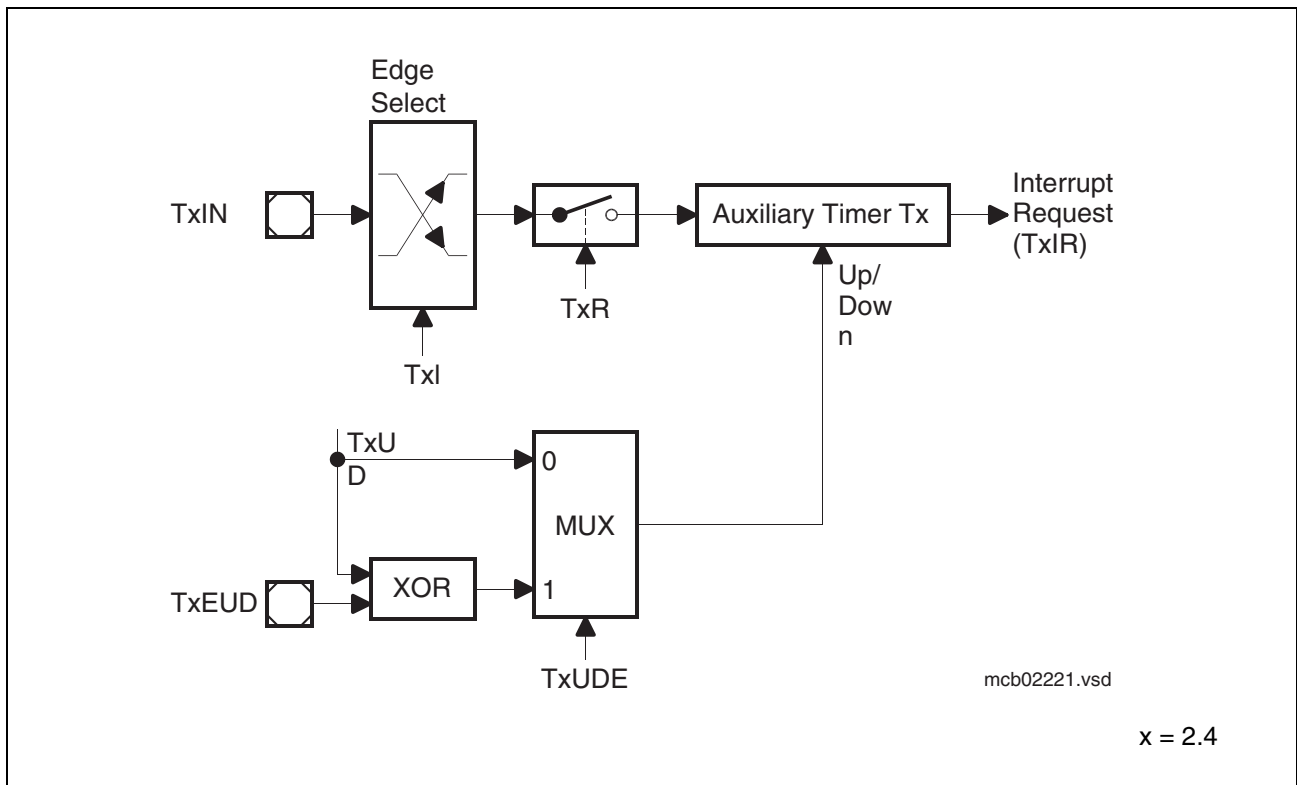 Edge
Select
TxIN
Auxiliary Timer Tx
Interrupt
Request
(TxIR)
TxR
TxI
Up/
Dow
n
TxU
D
0
MUX
XOR
1
TxEUD
TxUDE
mcb02221.vsd
x = 2.4